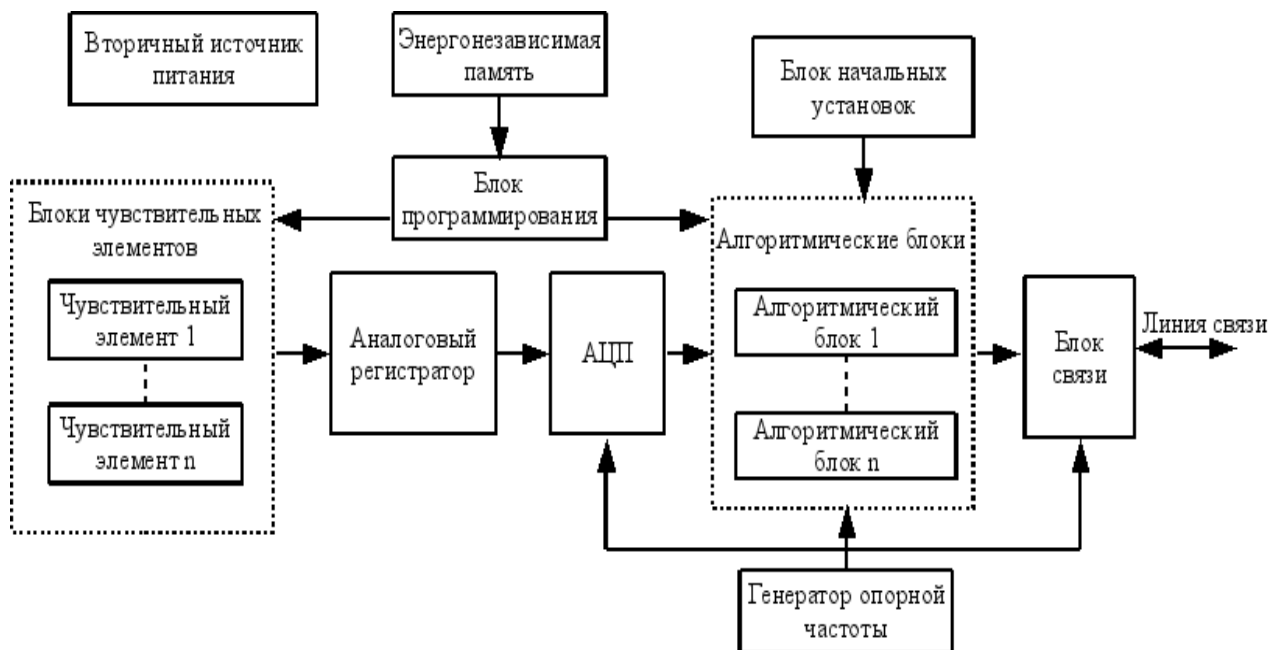 Вторичный источник
питания
Энергонезависимая
память
Блок начальных
установок
Блок
программирования
Блоки чувствительных
элементов
Алгоритмические блоки
Чувствительный
элемент 1
Чувствительный
элемент n
Аналоговый
регистратор
АЦП
Алгоритмический
блок 1
Алгоритмический
блок n
Блок
связи
Линия связи
Генератор опорной
частоты